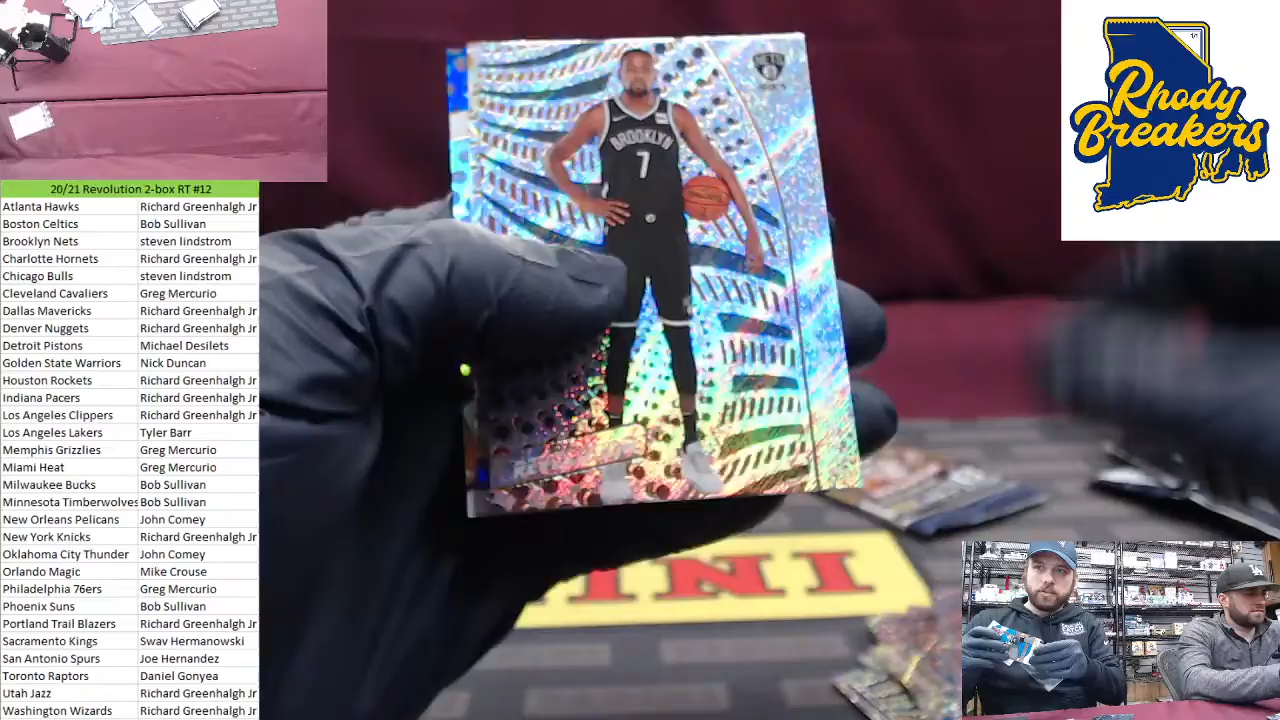 20/21 Revolution 2-box RT #12
Atlanta Hawks Richard Greenhalgh Jr
Boston Celtics Bob Sullivan
Brooklyn Nets steven lindstrom
Charlotte Hornets Richard Greenhalgh Jr
Chicago Bulls steven lindstrom
Cleveland Cavaliers Greg Mercurio
Dallas Mavericks Richard Greenhalgh Jr
Denver Nuggets Richard Greenhalgh Jr
Detroit Pistons Michael Desilets
Golden State Warriors Nick Duncan
Houston Rockets Richard Greenhalgh Jr
Indiana Pacers Richard Greenhalgh Jr
Los Angeles Clippers Richard Greenhalgh Jr
Los Angeles Lakers Tyler Barr
Memphis Grizzlies Greg Mercurio
Miami Heat Greg Mercurio
Milwaukee Bucks Bob Sullivan
Minnesota Timberwolves Bob Sullivan
New Orleans Pelicans John Comey
New York Knicks Richard Greenhalgh Jr
Oklahoma City Thunder John Comey
Orlando Magic Mike Crouse
Philadelphia 76ers Greg Mercurio
Phoenix Suns Bob Sullivan
Portland Trail Blazers Richard Greenhalgh Jr
Sacramento Kings Swav Hermanowski
San Antonio Spurs Joe Hernandez
Toronto Raptors Daniel Gonyea
Utah Jazz Richard Greenhalgh Jr
Washington Wizards Richard Greenhalgh Jr
NETS
BROOKLYN
7
NINI
1/1
Rhody
Breakers
LA